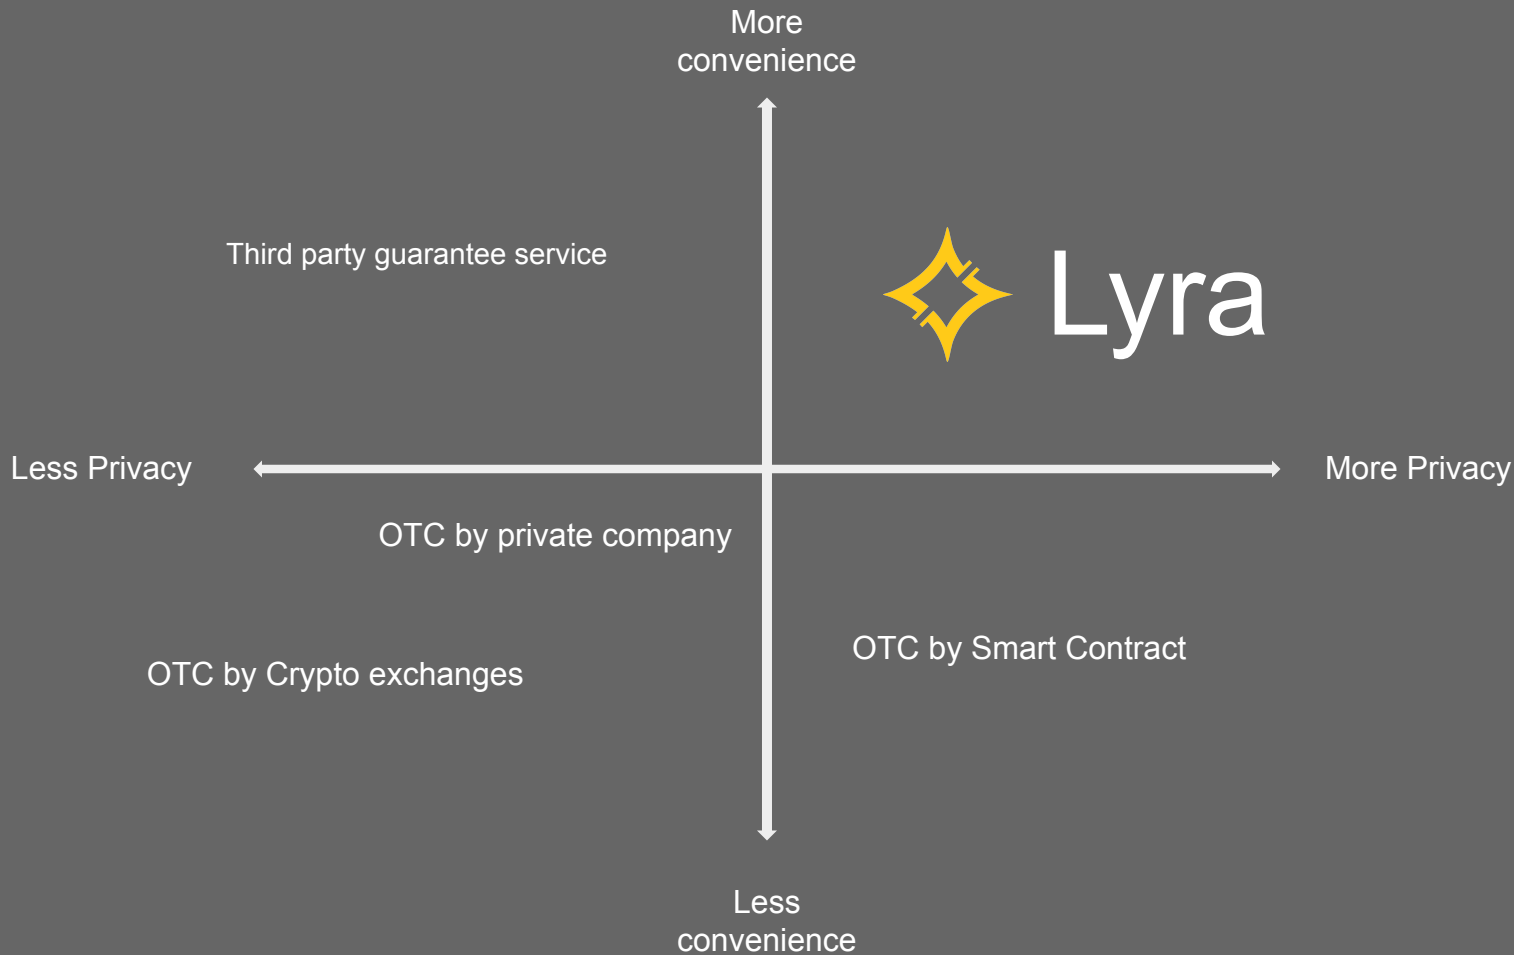 More
convenience
Third party guarantee service
Lyra
Less Privacy
More Privacy
OTC by private company
OTC by Smart Contract
OTC by Crypto exchanges
Less
convenience